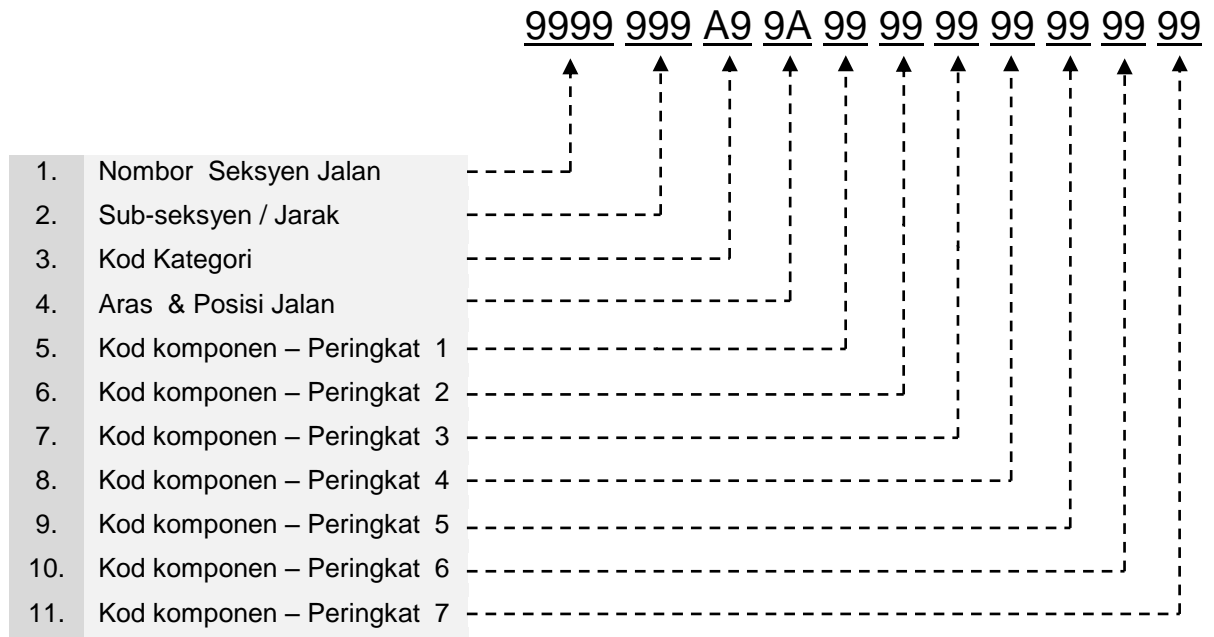 9999 999 A9 9A 99 99 99 99 99 99 99
1. Nombor Seksyen Jalan
2. Sub-seksyen / Jarak
3. Kod Kategori
4. Aras & Posisi Jalan
5. Kod komponen – Peringkat 1
6. Kod komponen – Peringkat 2
7. Kod komponen – Peringkat 3
8. Kod komponen – Peringkat 4
9. Kod komponen – Peringkat 5
10. Kod komponen – Peringkat 6
11. Kod komponen – Peringkat 7